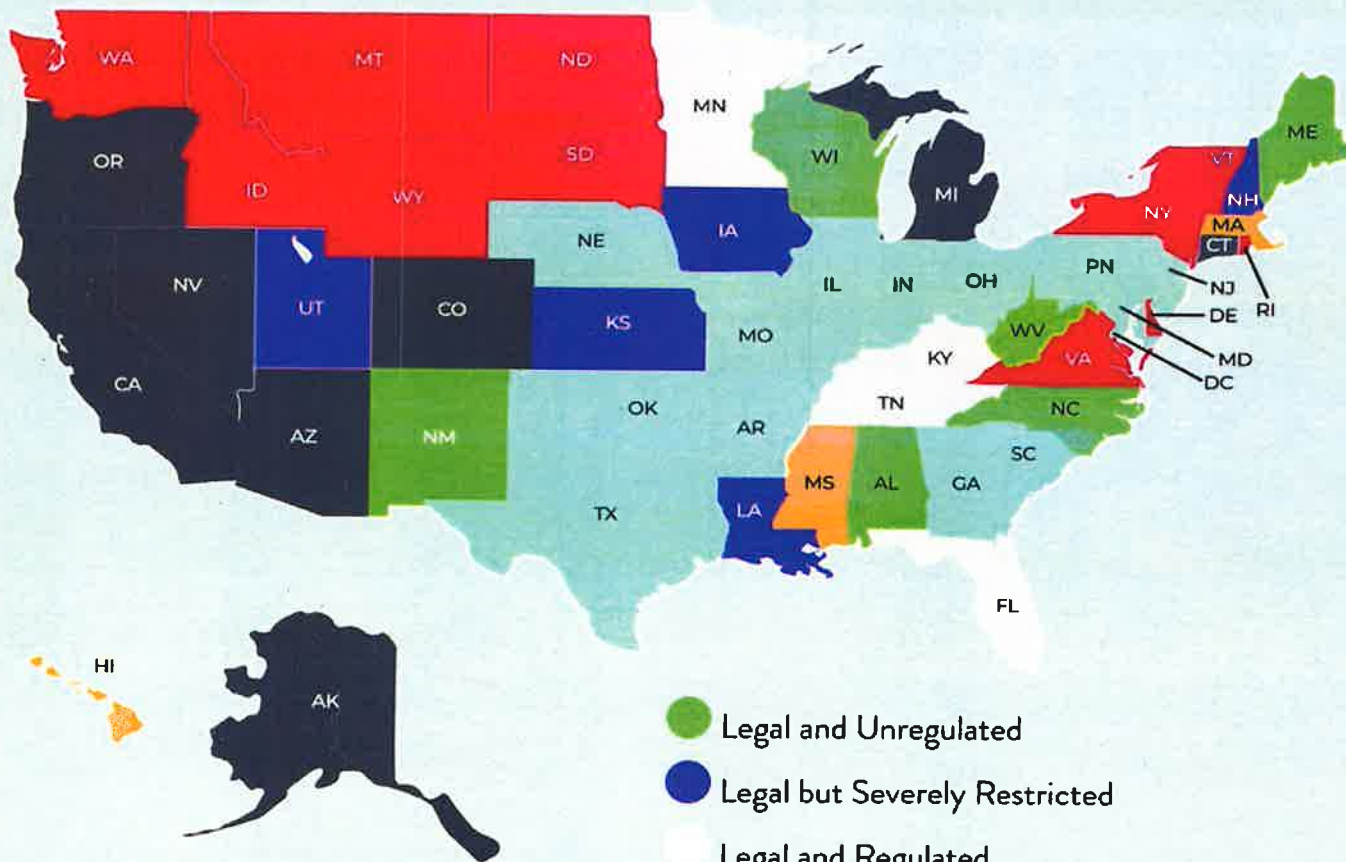 WA
MT
ND
MN
OR
ID
WY
SD
WI
MI
ME
VT
NH
NY
MA
CT
RI
NV
UT
CO
NE
IA
IL
IN
OH
PN
NJ
DE
MD
DC
CA
AZ
NM
KS
MO
KY
WV
VA
OK
AR
TN
NC
TX
LA
MS
AL
GA
SC
FL
HI
AK
Legal and Unregulated
Legal but Severely Restricted
Legal and Regulated